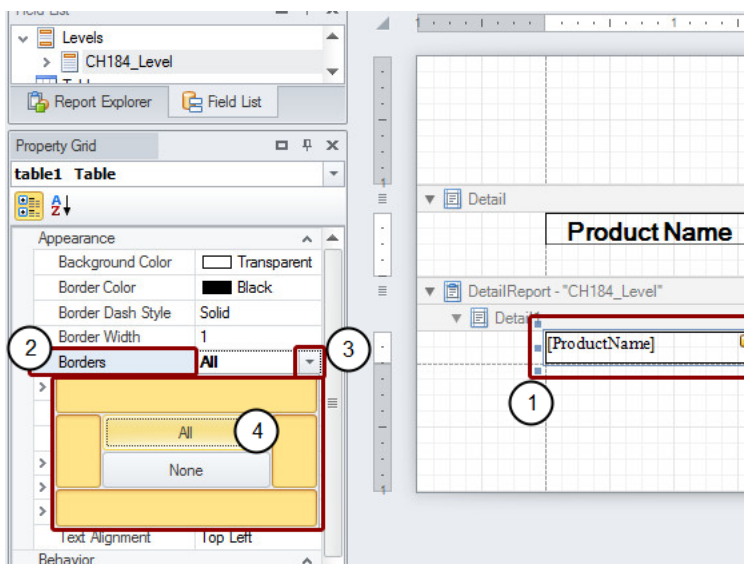 Field List
Levels
CH184_Level
Report Explorer
Field List
Property Grid
table1 Table
Appearance
Background Color Transparent
Border Color Black
Border Dash Style Solid
Border Width 1
2
Borders All
3
All
4
None
Text Alignment Top Left
Behavior
1
1
Detail
Product Name
DetailReport - "CH184_Level"
[ProductName]
1
1